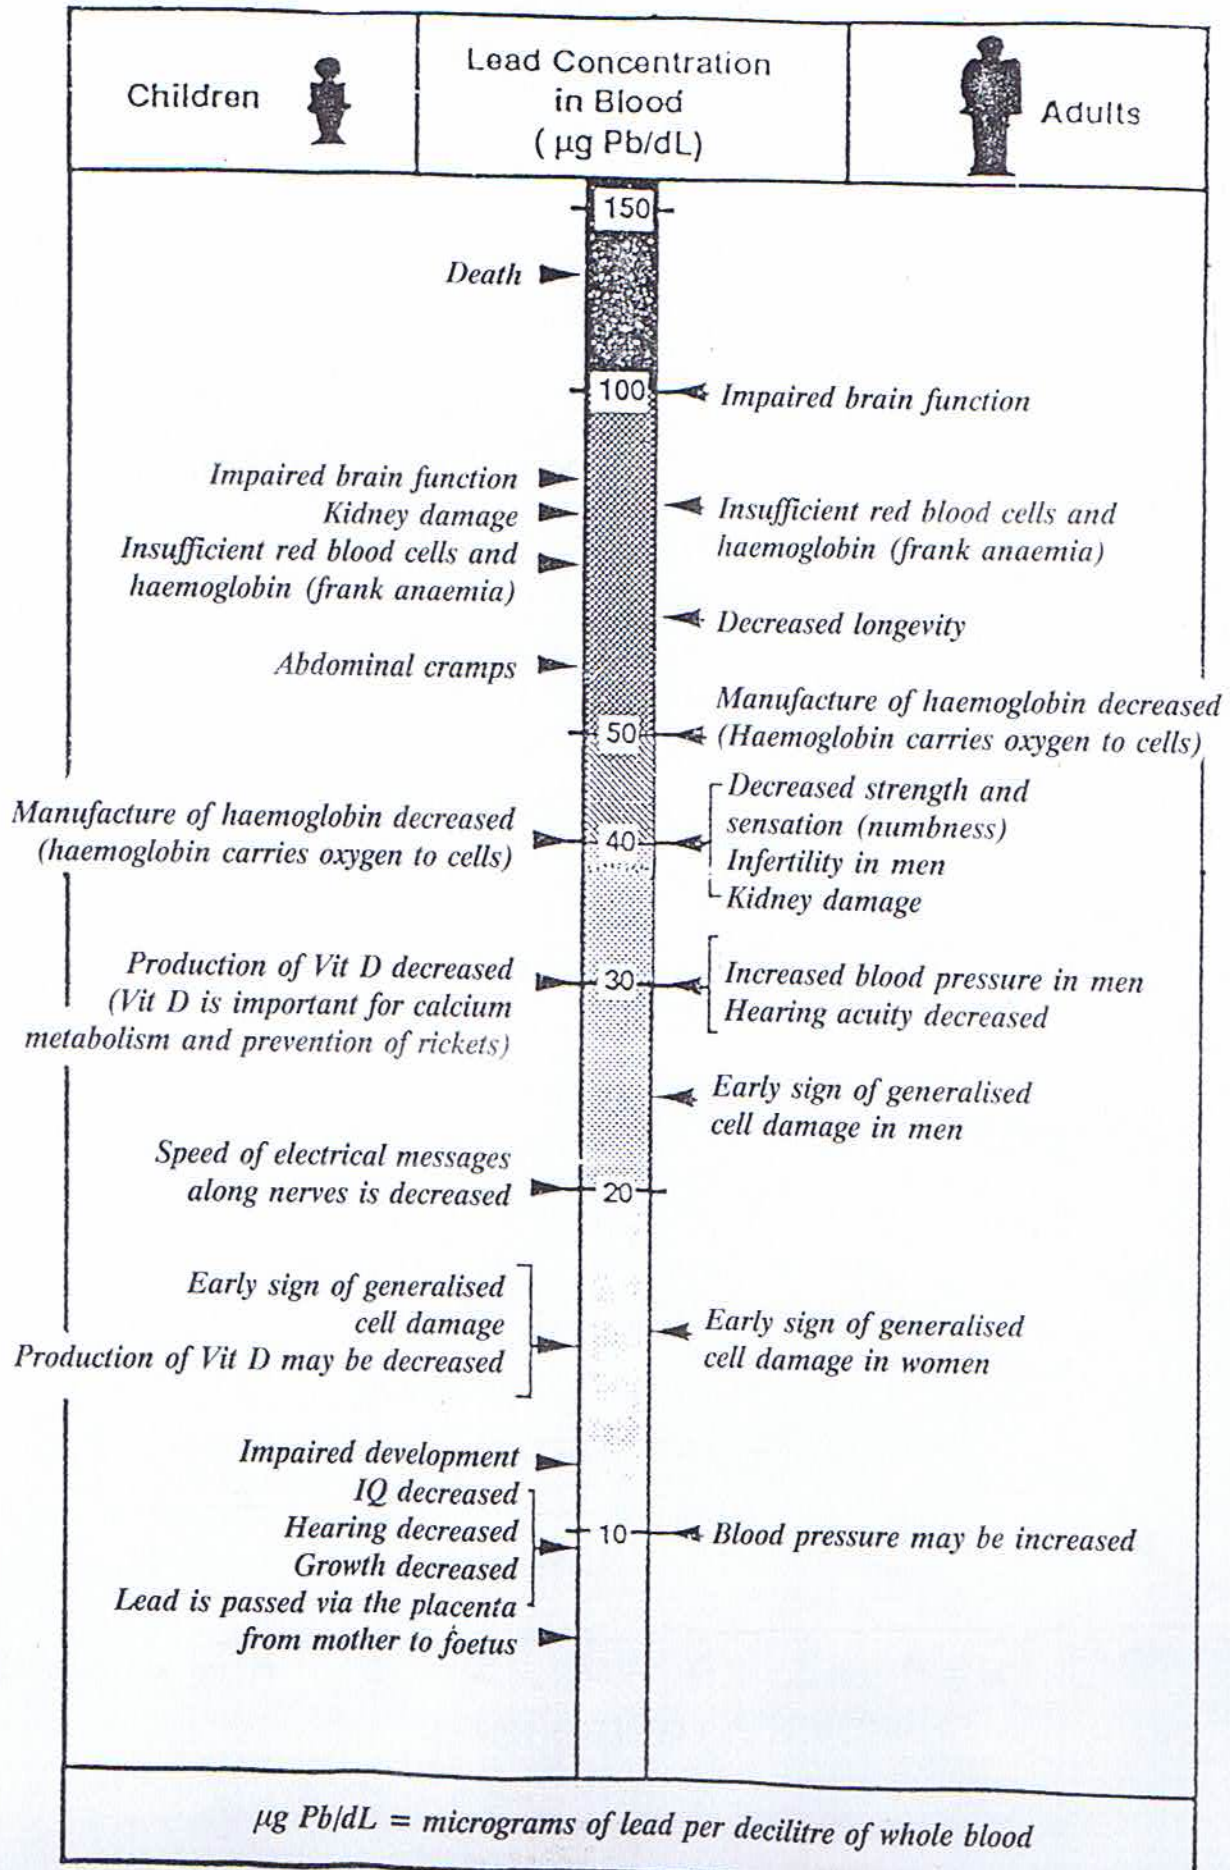 Children
Lead Concentration
in Blood
( µg Pb/dL)
Adults
150
Death
100
Impaired brain function
Impaired brain function
Kidney damage
Insufficient red blood cells and
haemoglobin (frank anaemia)
Insufficient red blood cells and
haemoglobin (frank anaemia)
Decreased longevity
Abdominal cramps
Manufacture of haemoglobin decreased
(Haemoglobin carries oxygen to cells)
50
Decreased strength and
sensation (numbness)
Infertility in men
Kidney damage
Manufacture of haemoglobin decreased
(haemoglobin carries oxygen to cells)
40
Production of Vit D decreased
(Vit D is important for calcium
metabolism and prevention of rickets)
30
Increased blood pressure in men
Hearing acuity decreased
Early sign of generalised
cell damage in men
Speed of electrical messages
along nerves is decreased
20
Early sign of generalised
cell damage
Production of Vit D may be decreased
Early sign of generalised
cell damage in women
Impaired development
IQ decreased
Hearing decreased
Growth decreased
Lead is passed via the placenta
from mother to foetus
10
Blood pressure may be increased
µg Pb/dL = micrograms of lead per decilitre of whole blood